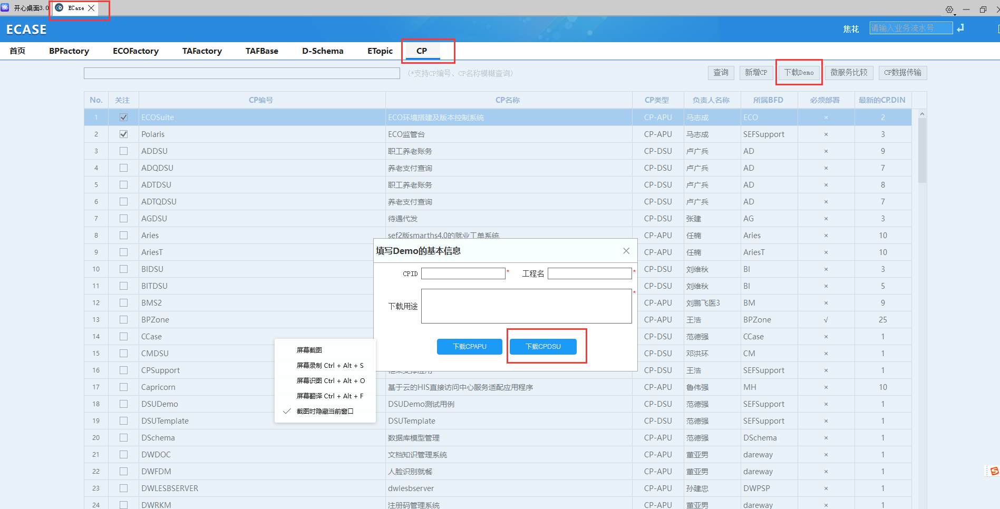 开心桌面3.0 ECase
ECASE 焦花 请输入业务流水号
首页 BPFactory ECOFactory TAFactory TAFBase D-Schema ETopic CP
(*支持CP编号、CP名称模糊查询) 查询 新增CP 下载Demo 微服务比较 CP数据传输
No. 关注 CP编号 CP名称 CP类型 负责人名称 所属BFD 必须部署 最新的CP.DIN
1 ECOSuite ECO环境搭建及版本控制系统 CP-APU 马志成 ECO × 2
2 Polaris ECO监管台 CP-APU 马志成 SEFSupport × 3
3 ADDSU 职工养老账务 CP-DSU 卢广兵 AD × 9
4 ADQDSU 养老支付查询 CP-DSU 卢广兵 AD × 7
5 ADTDSU 职工养老账务 CP-DSU 卢广兵 AD × 8
6 ADTQDSU 养老支付查询 CP-DSU 卢广兵 AD × 7
7 AGDSU 待遇代发 CP-DSU 张建 AG × 3
8 Aries sef2版smarths4.0的就业工单系统 CP-APU 任楠 Aries × 10
9 AriesT CP-APU 任楠 AriesT × 10
10 BIDSU CP-DSU 刘维秋 BI × 3
11 BITDSU CP-DSU 刘维秋 BI × 5
12 BMS2 CP-APU 刘鹏飞医3 BM × 9
13 BPZone CP-APU 王浩 BPZone √ 25
14 CCase CP-DSU 范德强 CCase × 1
15 CMDSU CP-DSU 邓洪环 CM × 1
16 CPSupport 框架支撑应用 CP-DSU 王浩 SEFSupport × 1
17 Capricorn 基于云的HIS直接访问中心服务适配应用程序 CP-APU 鲁伟强 MH × 10
18 DSUDemo DSUDemo测试用例 CP-DSU 范德强 SEFSupport × 1
19 DSUTemplate DSUTemplate CP-DSU 范德强 SEFSupport × 1
20 DSchema 数据库模型管理 CP-APU 范德强 DSchema × 1
21 DWDOC 文档知识管理系统 CP-APU 董亚男 dareway × 1
22 DWFDM 人脸识别就餐 CP-APU 董亚男 dareway × 1
23 DWLESBSERVER dwlesbserver CP-APU 孙建忠 DWPSP × 1
24 DWRKM 注册码管理系统 CP-APU 董亚男 dareway × 1
填写Demo的基本信息
CPID * 工程名 *
下载用途 *
下载CPAPU 下载CPDSU
屏幕截图
屏幕录制 Ctrl + Alt + S
屏幕识图 Ctrl + Alt + O
屏幕翻译 Ctrl + Alt + F
截图时隐藏当前窗口